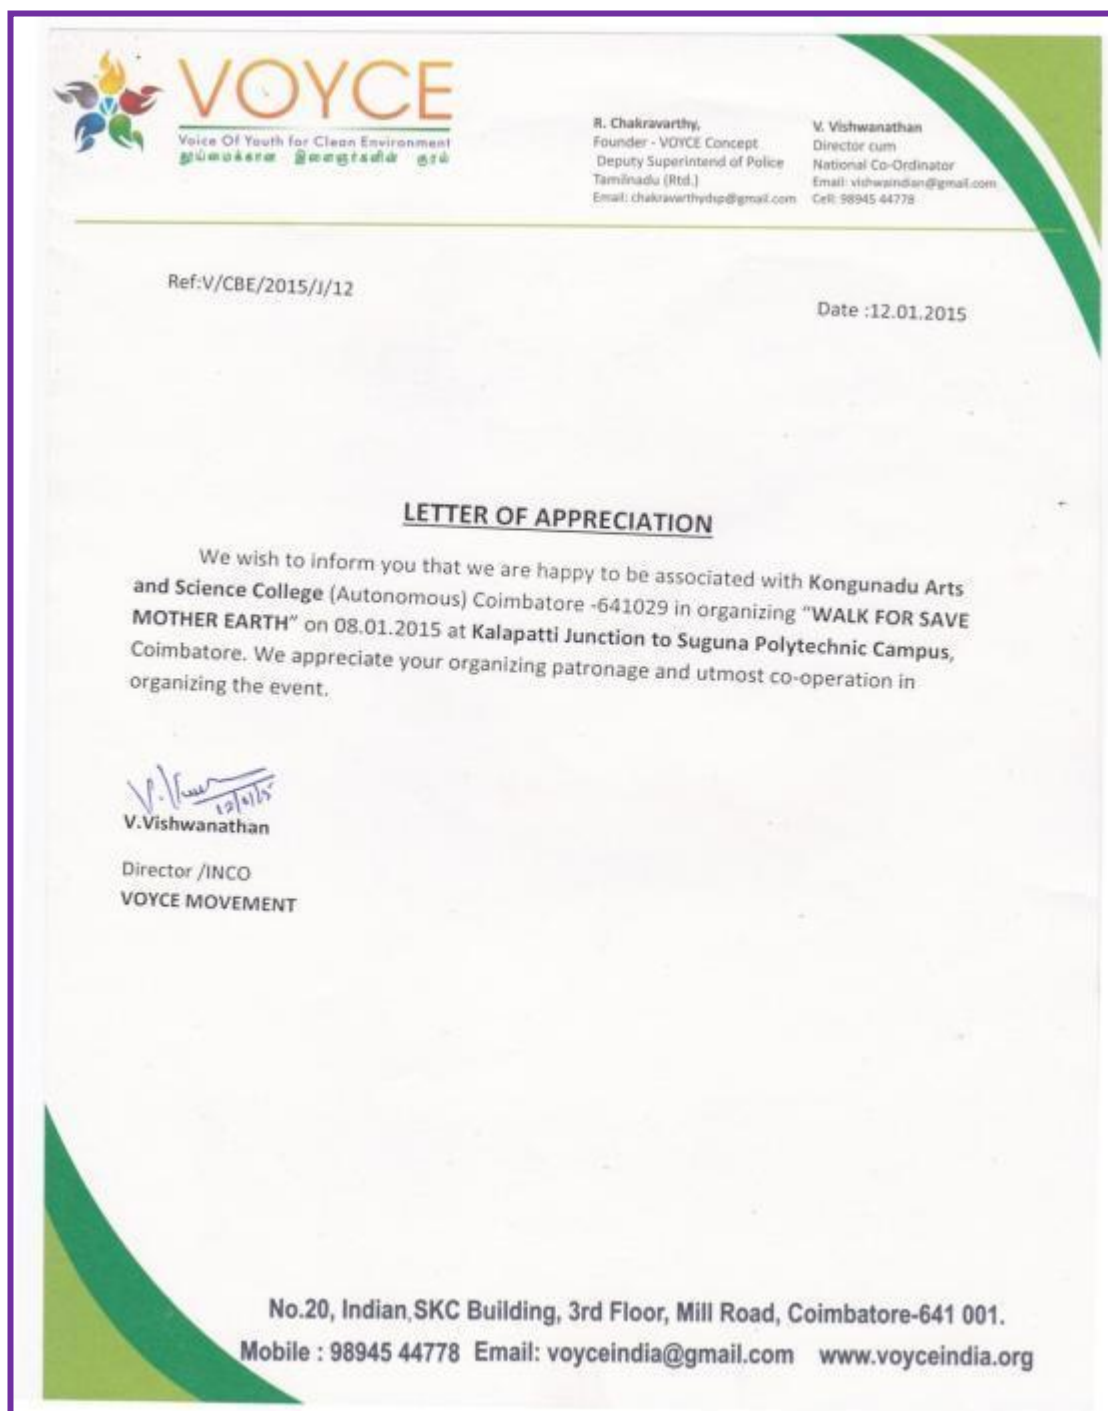 VOYCE
Voice Of Youth for Clean Environment
தூய்மைக்கான இளைஞர்களின் குரல்
R. Chakravarthy,
Founder - VOYCE Concept
Deputy Superintend of Police
Tamilnadu (Rtd.)
Email: chakravarthydsp@gmail.com
V. Vishwanathan
Director cum
National Co-Ordinator
Email: vishwaindian@gmail.com
Cell: 98945 44778
Ref:V/CBE/2015/J/12
Date :12.01.2015
LETTER OF APPRECIATION
We wish to inform you that we are happy to be associated with Kongunadu Arts
and Science College (Autonomous) Coimbatore -641029 in organizing "WALK FOR SAVE
MOTHER EARTH" on 08.01.2015 at Kalapatti Junction to Suguna Polytechnic Campus,
Coimbatore. We appreciate your organizing patronage and utmost co-operation in
organizing the event.
12/1/15
V.Vishwanathan
Director /INCO
VOYCE MOVEMENT
No.20, Indian SKC Building, 3rd Floor, Mill Road, Coimbatore-641 001.
Mobile : 98945 44778 Email: voyceindia@gmail.com www.voyceindia.org